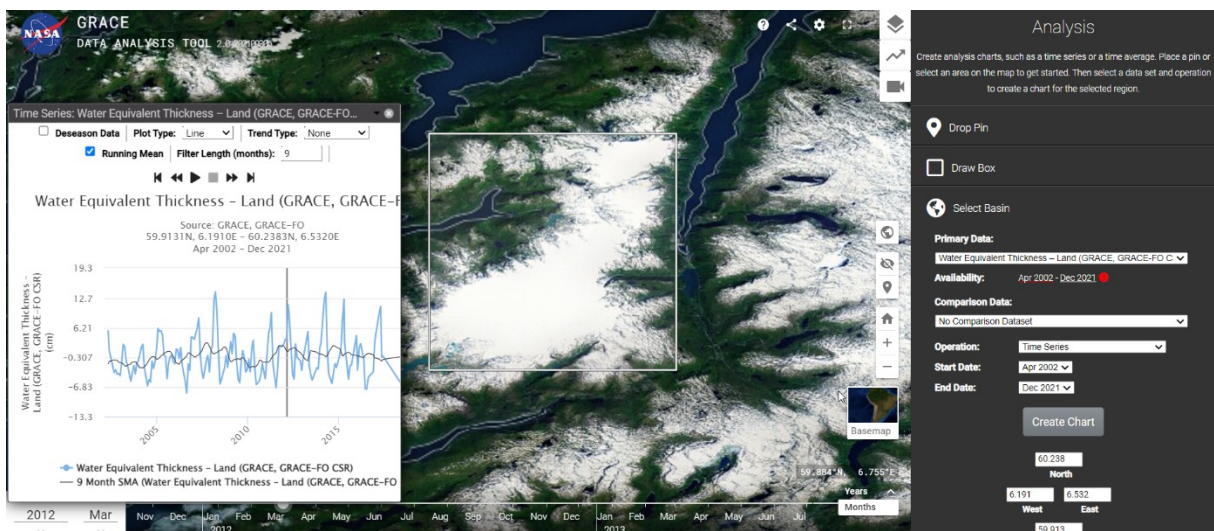 NASA
GRACE
DATA ANALYSIS TOOL
Time Series: Water Equivalent Thickness – Land (GRACE, GRACE-FO...
Deseason Data Plot Type: Line Trend Type: None
Running Mean Filter Length (months): 9
Water Equivalent Thickness – Land (GRACE, GRACE-F
Source: GRACE, GRACE-FO
59.9131N, 6.1910E – 60.2383N, 6.5320E
Apr 2002 – Dec 2021
19.3
12.7
6.21
-0.307
-6.83
-13.3
Water Equivalent Thickness –
Land (GRACE, GRACE-FO CSR)
(cm)
2005
2010
2015
Water Equivalent Thickness – Land (GRACE, GRACE-FO CSR)
9 Month SMA (Water Equivalent Thickness – Land (GRACE, GRACE-FO
2012 Mar
Nov Dec Jan Feb Mar Apr May Jun Jul Aug Sep Oct Nov Dec Jan Feb Mar Apr May Jun Jul
2012 2013
Basemap
59.884°N, 6.755°E
Years
Months
Analysis
Create analysis charts, such as a time series or a time average. Place a pin or
select an area on the map to get started. Then select a data set and operation
to create a chart for the selected region.
Drop Pin
Draw Box
Select Basin
Primary Data:
Water Equivalent Thickness – Land (GRACE, GRACE-FO C
Availability: Apr 2002 - Dec 2021
Comparison Data:
No Comparison Dataset
Operation: Time Series
Start Date: Apr 2002
End Date: Dec 2021
Create Chart
60.238
North
6.191 6.532
West East
59.913